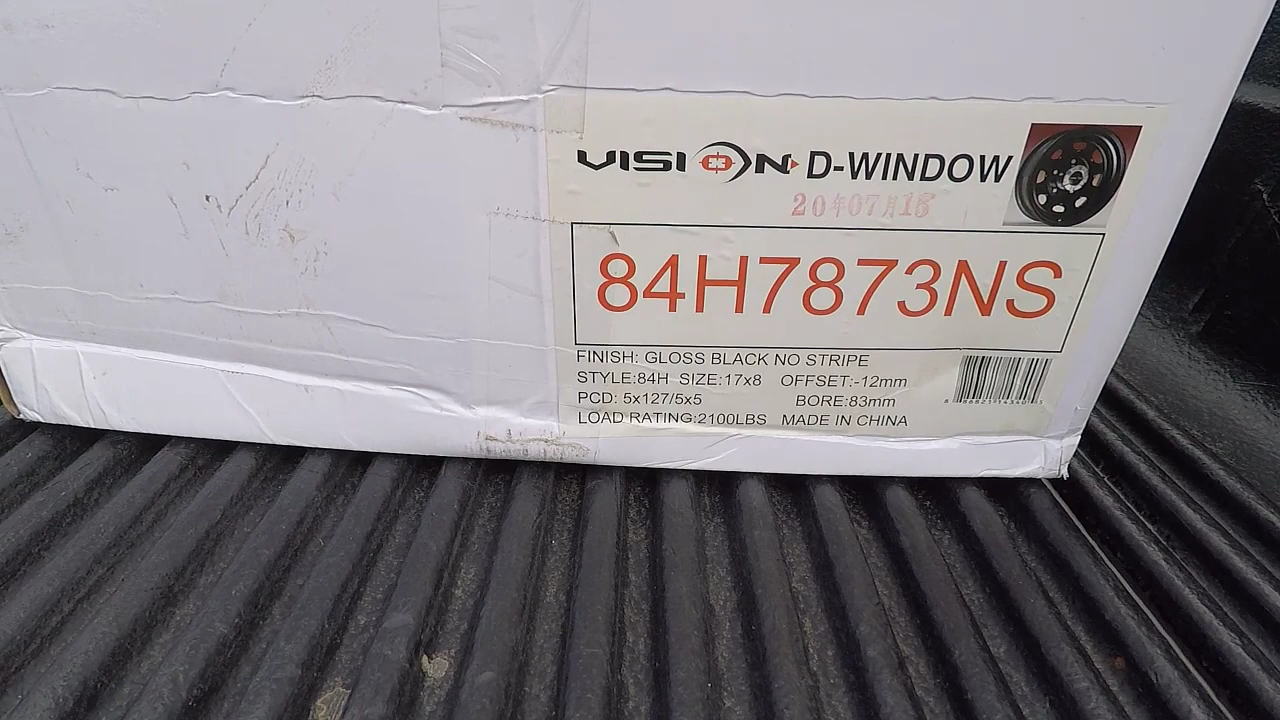 VISION D-WINDOW
20年07月15
84H7873NS
FINISH: GLOSS BLACK NO STRIPE
STYLE:84H SIZE:17x8 OFFSET:-12mm
PCD: 5x127/5x5 BORE:83mm
LOAD RATING:2100LBS MADE IN CHINA